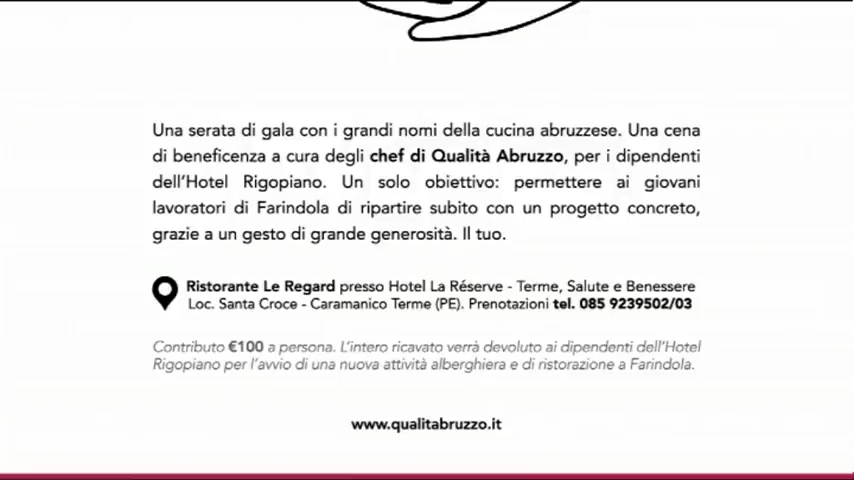 Una serata di gala con i grandi nomi della cucina abruzzese. Una cena
di beneficenza a cura degli chef di Qualità Abruzzo, per i dipendenti
dell'Hotel Rigopiano. Un solo obiettivo: permettere ai giovani
lavoratori di Farindola di ripartire subito con un progetto concreto,
grazie a un gesto di grande generosità. Il tuo.
Ristorante Le Regard presso Hotel La Réserve - Terme, Salute e Benessere
Loc. Santa Croce - Caramanico Terme (PE). Prenotazioni tel. 085 9239502/03
Contributo €100 a persona. L'intero ricavato verrà devoluto ai dipendenti dell'Hotel
Rigopiano per l'avvio di una nuova attività alberghiera e di ristorazione a Farindola.
www.qualitabruzzo.it